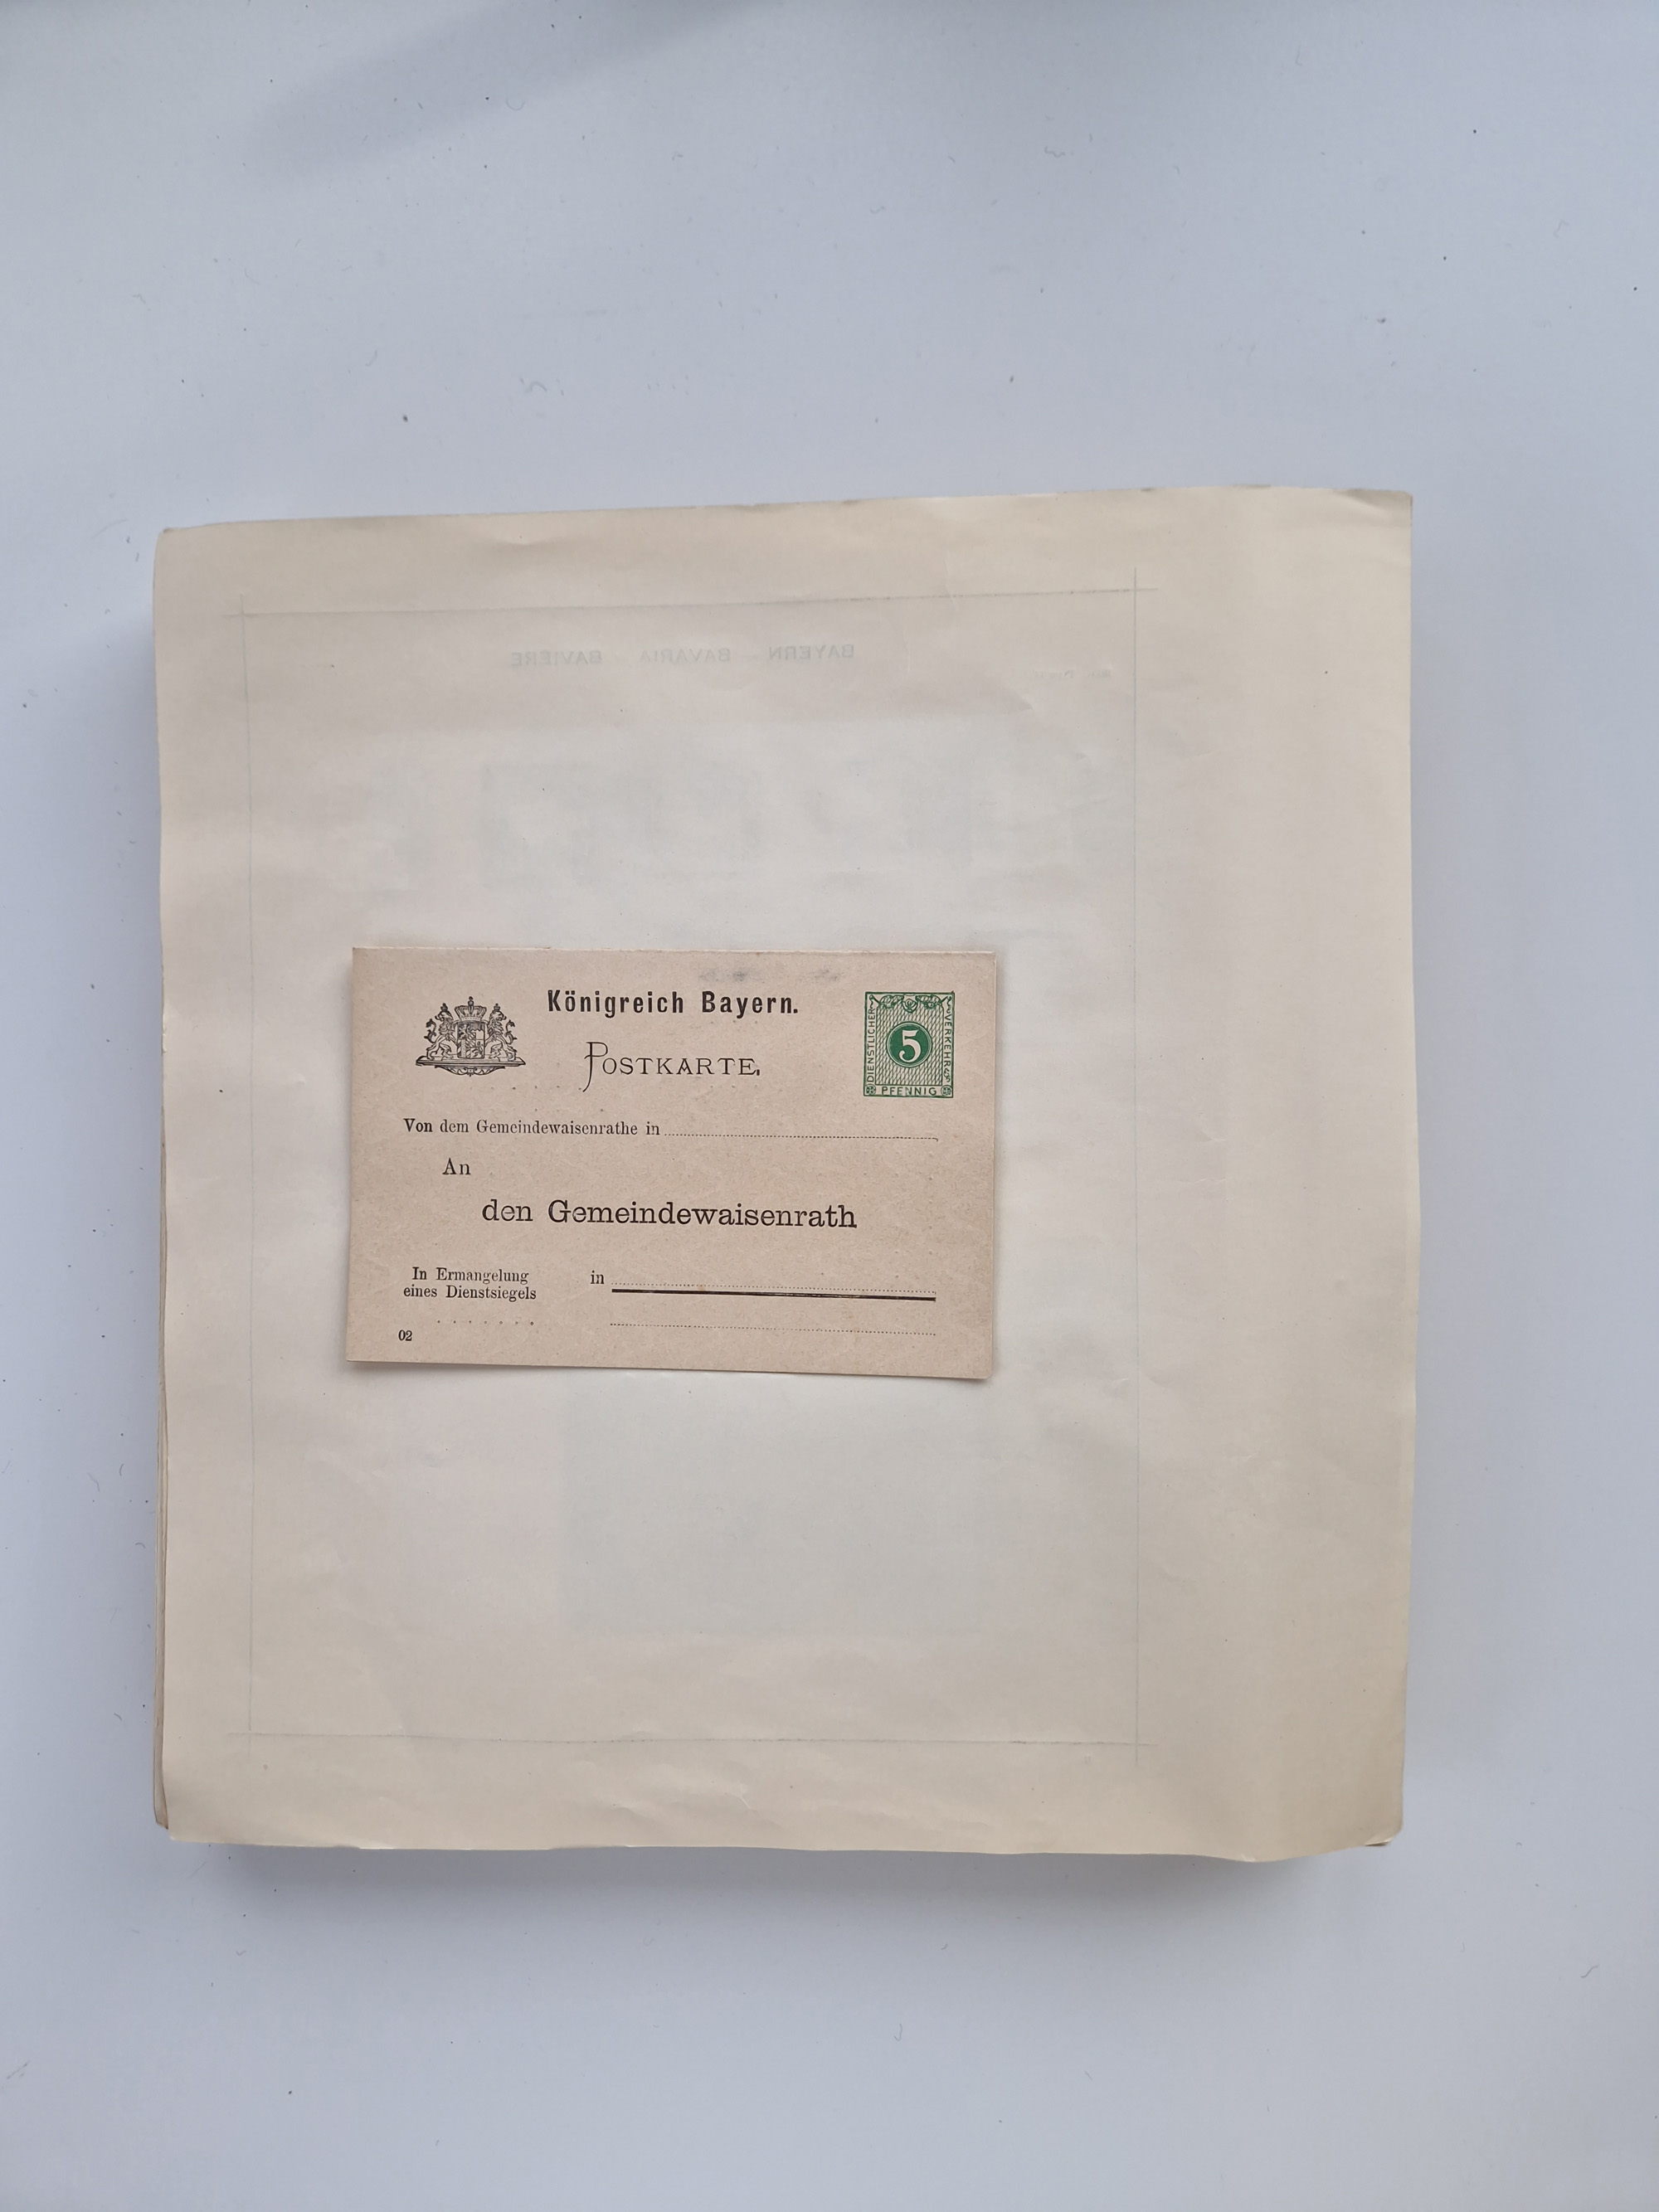 BAYERN - BAVARIA - BAVIERE
Königreich Bayern.
POSTKARTE.
DIENSTLICHER
VERKEHR
5
PFENNIG
Von dem Gemeindewaisenrathe in
An
den Gemeindewaisenrath
In Ermangelung
eines Dienstsiegels
in
02